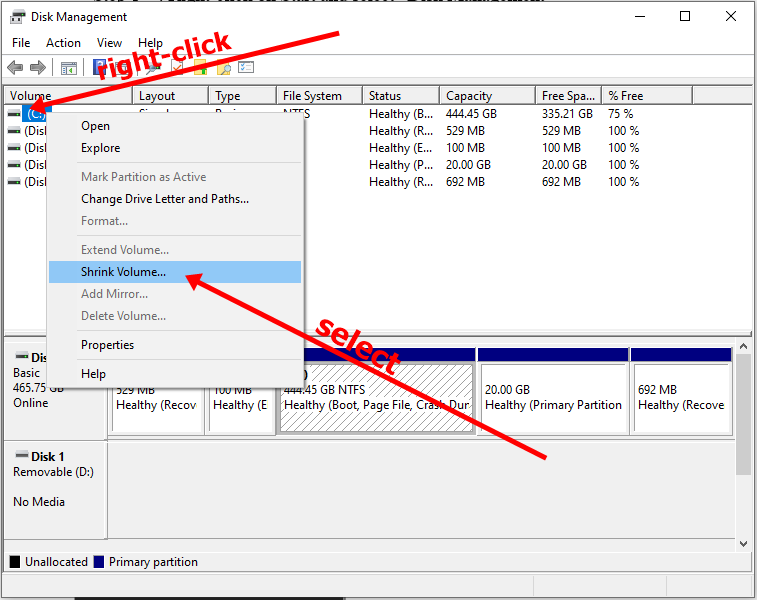 Disk Management
File Action View Help
right-click
Volume Layout Type File System Status Capacity Free Spa... % Free
(C:) NTFS Healthy (B... 444.45 GB 335.21 GB 75 %
(Disk Healthy (R... 529 MB 529 MB 100 %
(Disk Healthy (E... 100 MB 100 MB 100 %
(Disk Healthy (P... 20.00 GB 20.00 GB 100 %
(Disk Healthy (R... 692 MB 692 MB 100 %
Open
Explore
Mark Partition as Active
Change Drive Letter and Paths...
Format...
Extend Volume...
Shrink Volume...
Add Mirror...
Delete Volume...
Properties
Help
select
Basic
465.75 GB
Online
529 MB
Healthy (Recov
100 MB
Healthy (E
444.45 GB NTFS
Healthy (Boot, Page File, Crash Dur
20.00 GB
Healthy (Primary Partition
692 MB
Healthy (Recove
Disk 1
Removable (D:)
No Media
Unallocated Primary partition